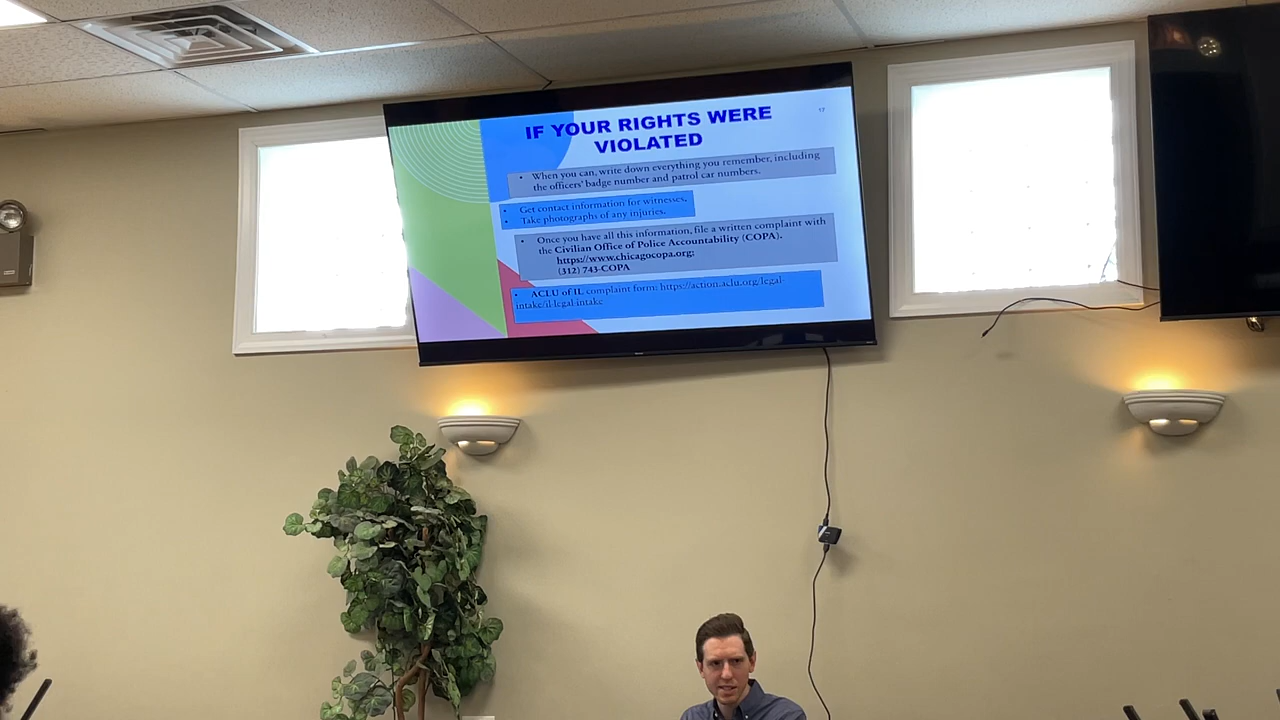 17
IF YOUR RIGHTS WERE
VIOLATED
• When you can, write down everything you remember, including
the officers' badge number and patrol car numbers.
• Get contact information for witnesses.
• Take photographs of any injuries.
• Once you have all this information, file a written complaint with
the Civilian Office of Police Accountability (COPA).
https://www.chicagocopa.org;
(312) 743-COPA
• ACLU of IL complaint form: https://action.aclu.org/legal-
intake/il-legal-intake